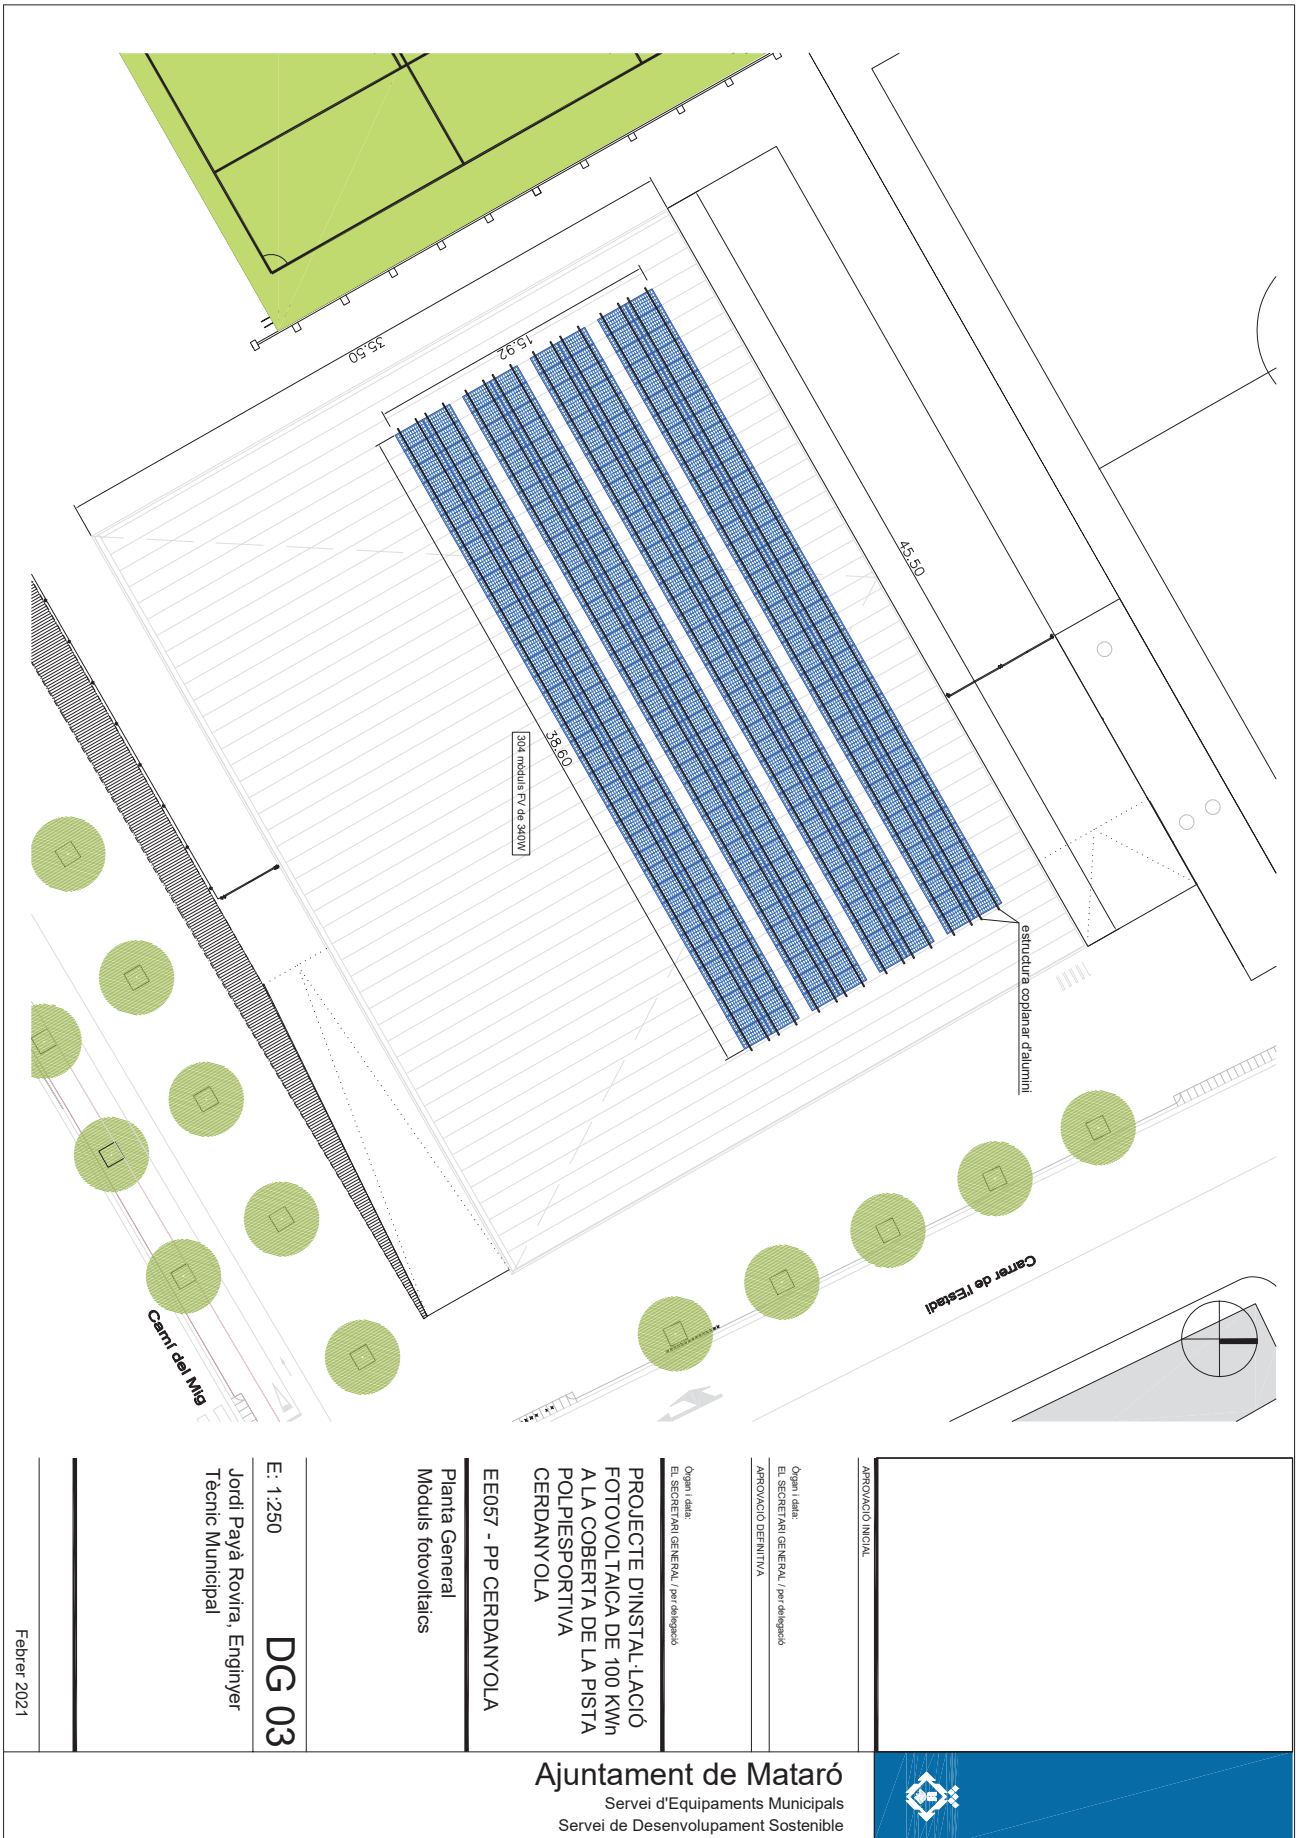 35.50
15.92
45.50
38.60
304 mòduls FV de 340W
estructura coplanar d'alumini
Carrer de l'Estadi
Camí del Mig
APROVACIÓ INICIAL
Òrgan i data:
EL SECRETARI GENERAL / per delegació
APROVACIÓ DEFINITIVA
Òrgan i data:
EL SECRETARI GENERAL / per delegació
PROJECTE D'INSTAL·LACIÓ
FOTOVOLTAICA DE 100 KWn
A LA COBERTA DE LA PISTA
POLPIESPORTIVA
CERDANYOLA
EE057 - PP CERDANYOLA
Planta General
Mòduls fotovoltaics
E: 1:250
DG 03
Jordi Payà Rovira, Enginyer
Tècnic Municipal
Febrer 2021
Ajuntament de Mataró
Servei d'Equipaments Municipals
Servei de Desenvolupament Sostenible